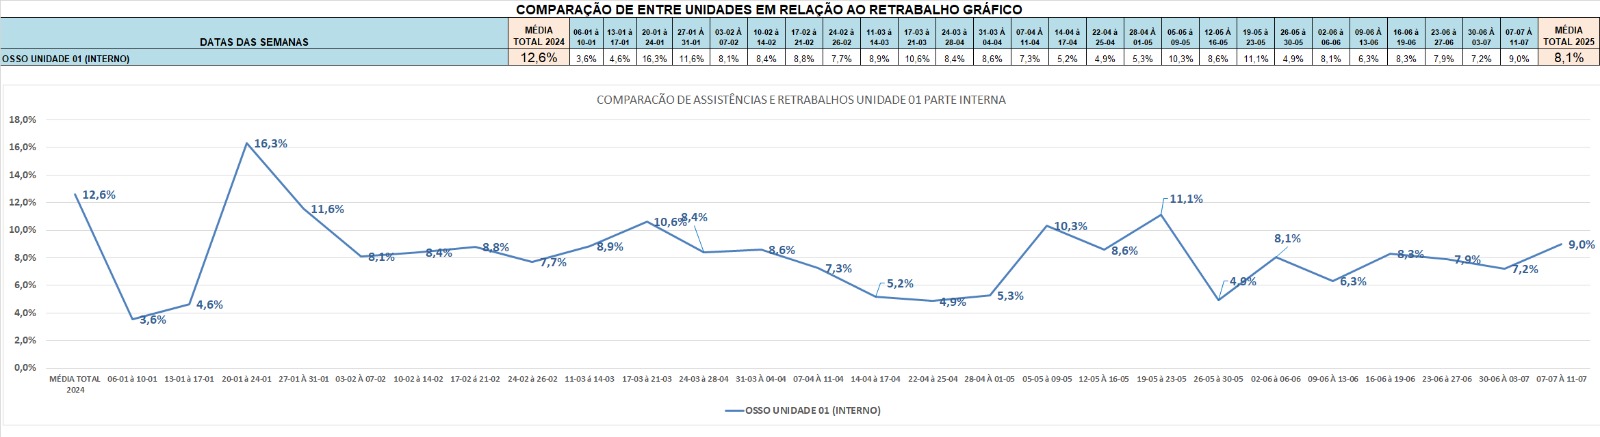 COMPARAÇÃO DE ENTRE UNIDADES EM RELAÇÃO AO RETRABALHO GRÁFICO
DATAS DAS SEMANAS MÉDIA TOTAL 2024 06-01 à 10-01 13-01 à 17-01 20-01 à 24-01 27-01 À 31-01 03-02 À 07-02 10-02 à 14-02 17-02 à 21-02 24-02 à 26-02 11-03 à 14-03 17-03 à 21-03 24-03 à 28-04 31-03 À 04-04 07-04 À 11-04 14-04 à 17-04 22-04 à 25-04 28-04 À 01-05 05-05 à 09-05 12-05 À 16-05 19-05 à 23-05 26-05 à 30-05 02-06 à 06-06 09-06 À 13-06 16-06 à 19-06 23-06 à 27-06 30-06 À 03-07 07-07 À 11-07 MÉDIA TOTAL 2025
OSSO UNIDADE 01 (INTERNO) 12,6% 3,6% 4,6% 16,3% 11,6% 8,1% 8,4% 8,8% 7,7% 8,9% 10,6% 8,4% 8,6% 7,3% 5,2% 4,9% 5,3% 10,3% 8,6% 11,1% 4,9% 8,1% 6,3% 8,3% 7,9% 7,2% 9,0% 8,1%
COMPARACÃO DE ASSISTÊNCIAS E RETRABALHOS UNIDADE 01 PARTE INTERNA
18,0%
16,0%
14,0%
12,0%
10,0%
8,0%
6,0%
4,0%
2,0%
0,0%
12,6% 3,6% 4,6% 16,3% 11,6% 8,1% 8,4% 8,8% 7,7% 8,9% 10,6% 8,4% 8,6% 7,3% 5,2% 4,9% 5,3% 10,3% 8,6% 11,1% 4,9% 8,1% 6,3% 8,3% 7,9% 7,2% 9,0%
MÉDIA TOTAL 2024 06-01 à 10-01 13-01 à 17-01 20-01 à 24-01 27-01 À 31-01 03-02 À 07-02 10-02 à 14-02 17-02 à 21-02 24-02 à 26-02 11-03 à 14-03 17-03 à 21-03 24-03 à 28-04 31-03 À 04-04 07-04 À 11-04 14-04 à 17-04 22-04 à 25-04 28-04 À 01-05 05-05 à 09-05 12-05 À 16-05 19-05 à 23-05 26-05 à 30-05 02-06 à 06-06 09-06 À 13-06 16-06 à 19-06 23-06 à 27-06 30-06 À 03-07 07-07 À 11-07
OSSO UNIDADE 01 (INTERNO)